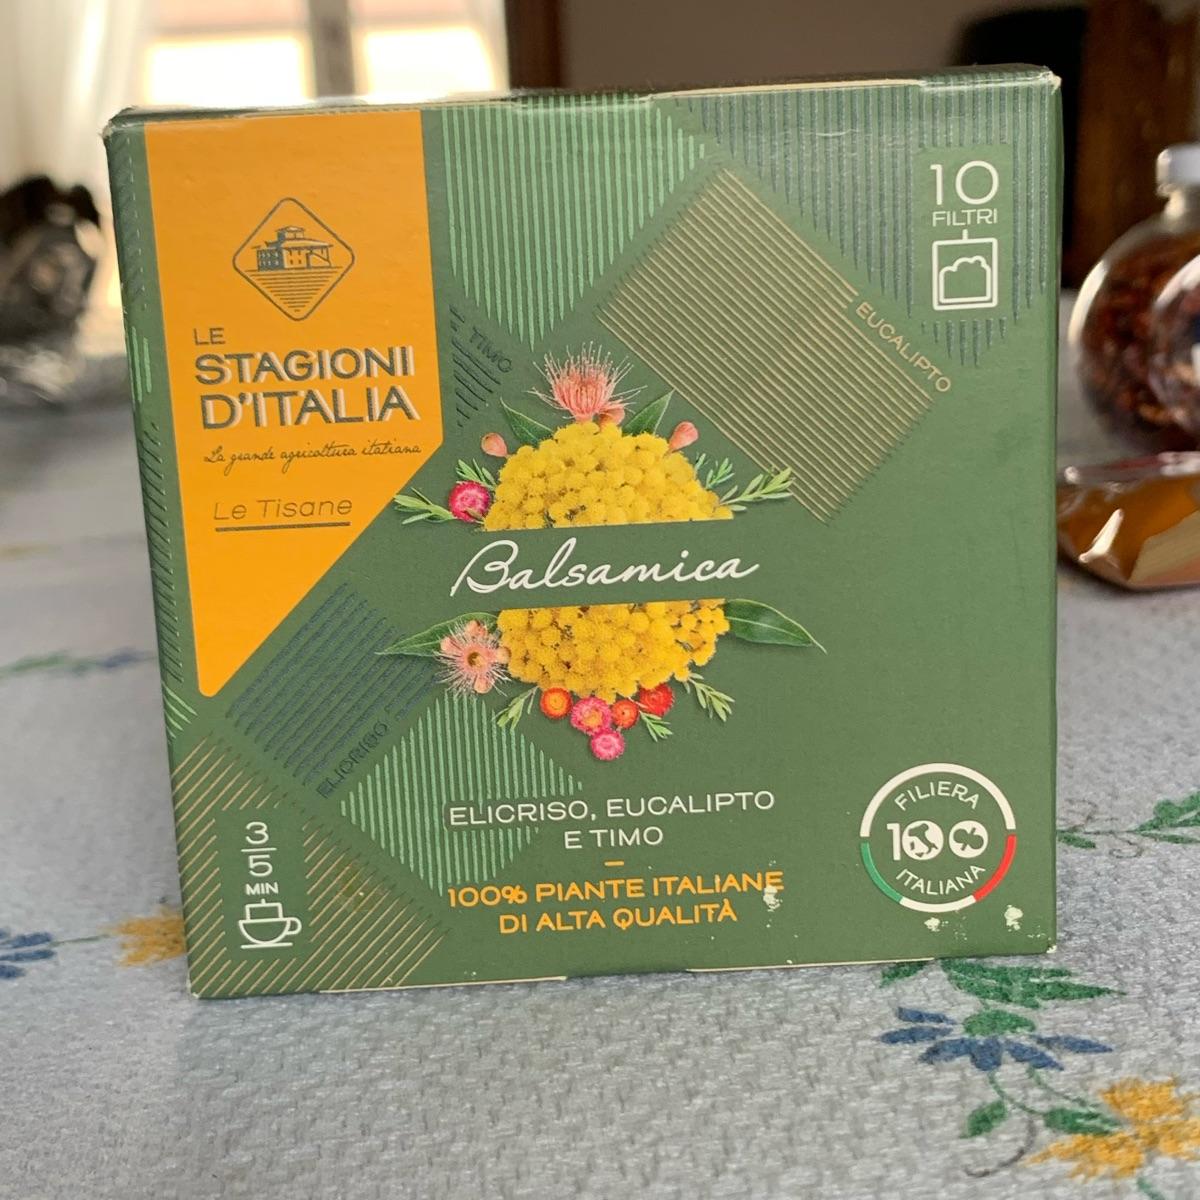 LE
STAGIONI
D'ITALIA
La grande agricoltura italiana
Le Tisane
10
FILTRI
TIMO
EUCALIPTO
Balsamica
ELICRISO
ELICRISO, EUCALIPTO
E TIMO
100% PIANTE ITALIANE
DI ALTA QUALITÀ
3
5
MIN
FILIERA
100
ITALIANA